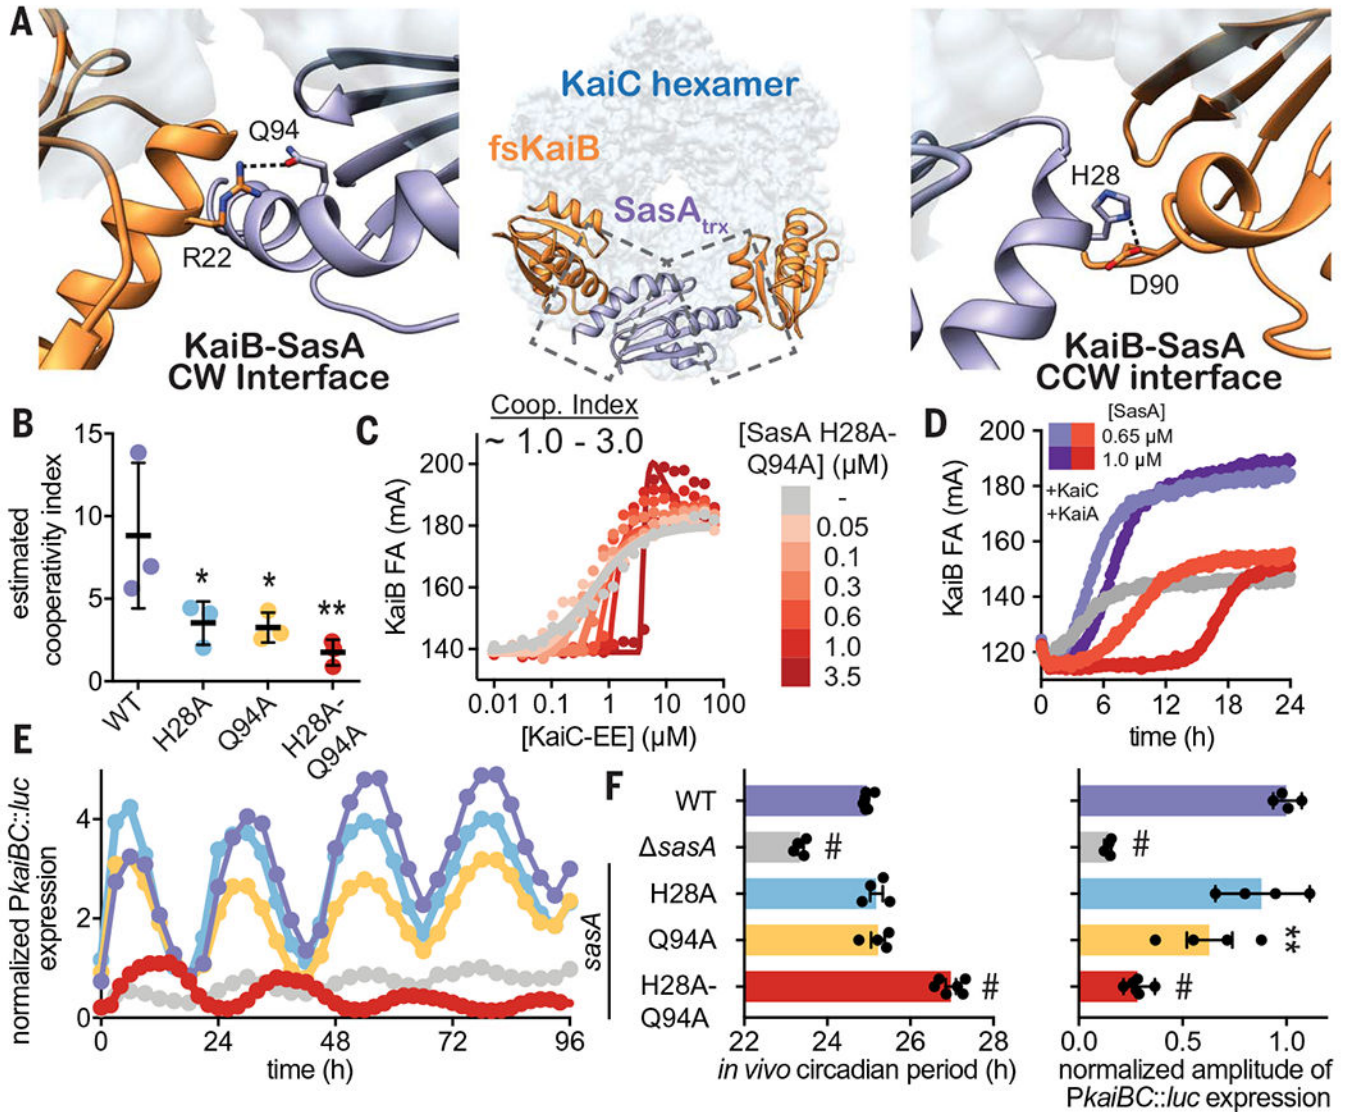 A
Q94
R22
KaiB-SasA
CW Interface
KaiC hexamer
fsKaiB
SasAtrx
H28
D90
KaiB-SasA
CCW interface
B
estimated
cooperativity index
15
10
5
0
*
*
**
WT
H28A
Q94A
H28A-
Q94A
C
Coop. Index
~ 1.0 - 3.0
KaiB FA (mA)
200
180
160
140
0.01
0.1
1
10
100
[KaiC-EE] (µM)
[SasA H28A-
Q94A] (µM)
-
0.05
0.1
0.3
0.6
1.0
3.5
D
[SasA]
0.65 µM
1.0 µM
+KaiC
+KaiA
KaiB FA (mA)
200
180
160
140
120
0
6
12
18
24
time (h)
E
normalized PkaiBC::luc
expression
4
2
0
0
24
48
72
96
time (h)
F
sasA
WT
ΔsasA
H28A
Q94A
H28A-
Q94A
#
#
22
24
26
28
in vivo circadian period (h)
#
**
#
0.0
0.5
1.0
normalized amplitude of
PkaiBC::luc expression